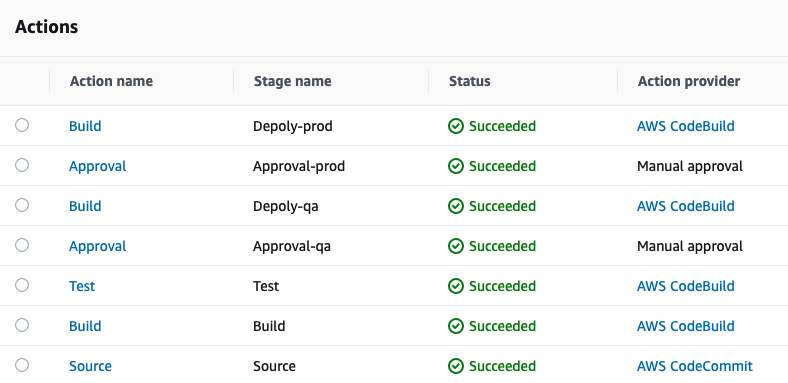 Actions
Action name Stage name Status Action provider
Build Depoly-prod Succeeded AWS CodeBuild
Approval Approval-prod Succeeded Manual approval
Build Depoly-qa Succeeded AWS CodeBuild
Approval Approval-qa Succeeded Manual approval
Test Test Succeeded AWS CodeBuild
Build Build Succeeded AWS CodeBuild
Source Source Succeeded AWS CodeCommit